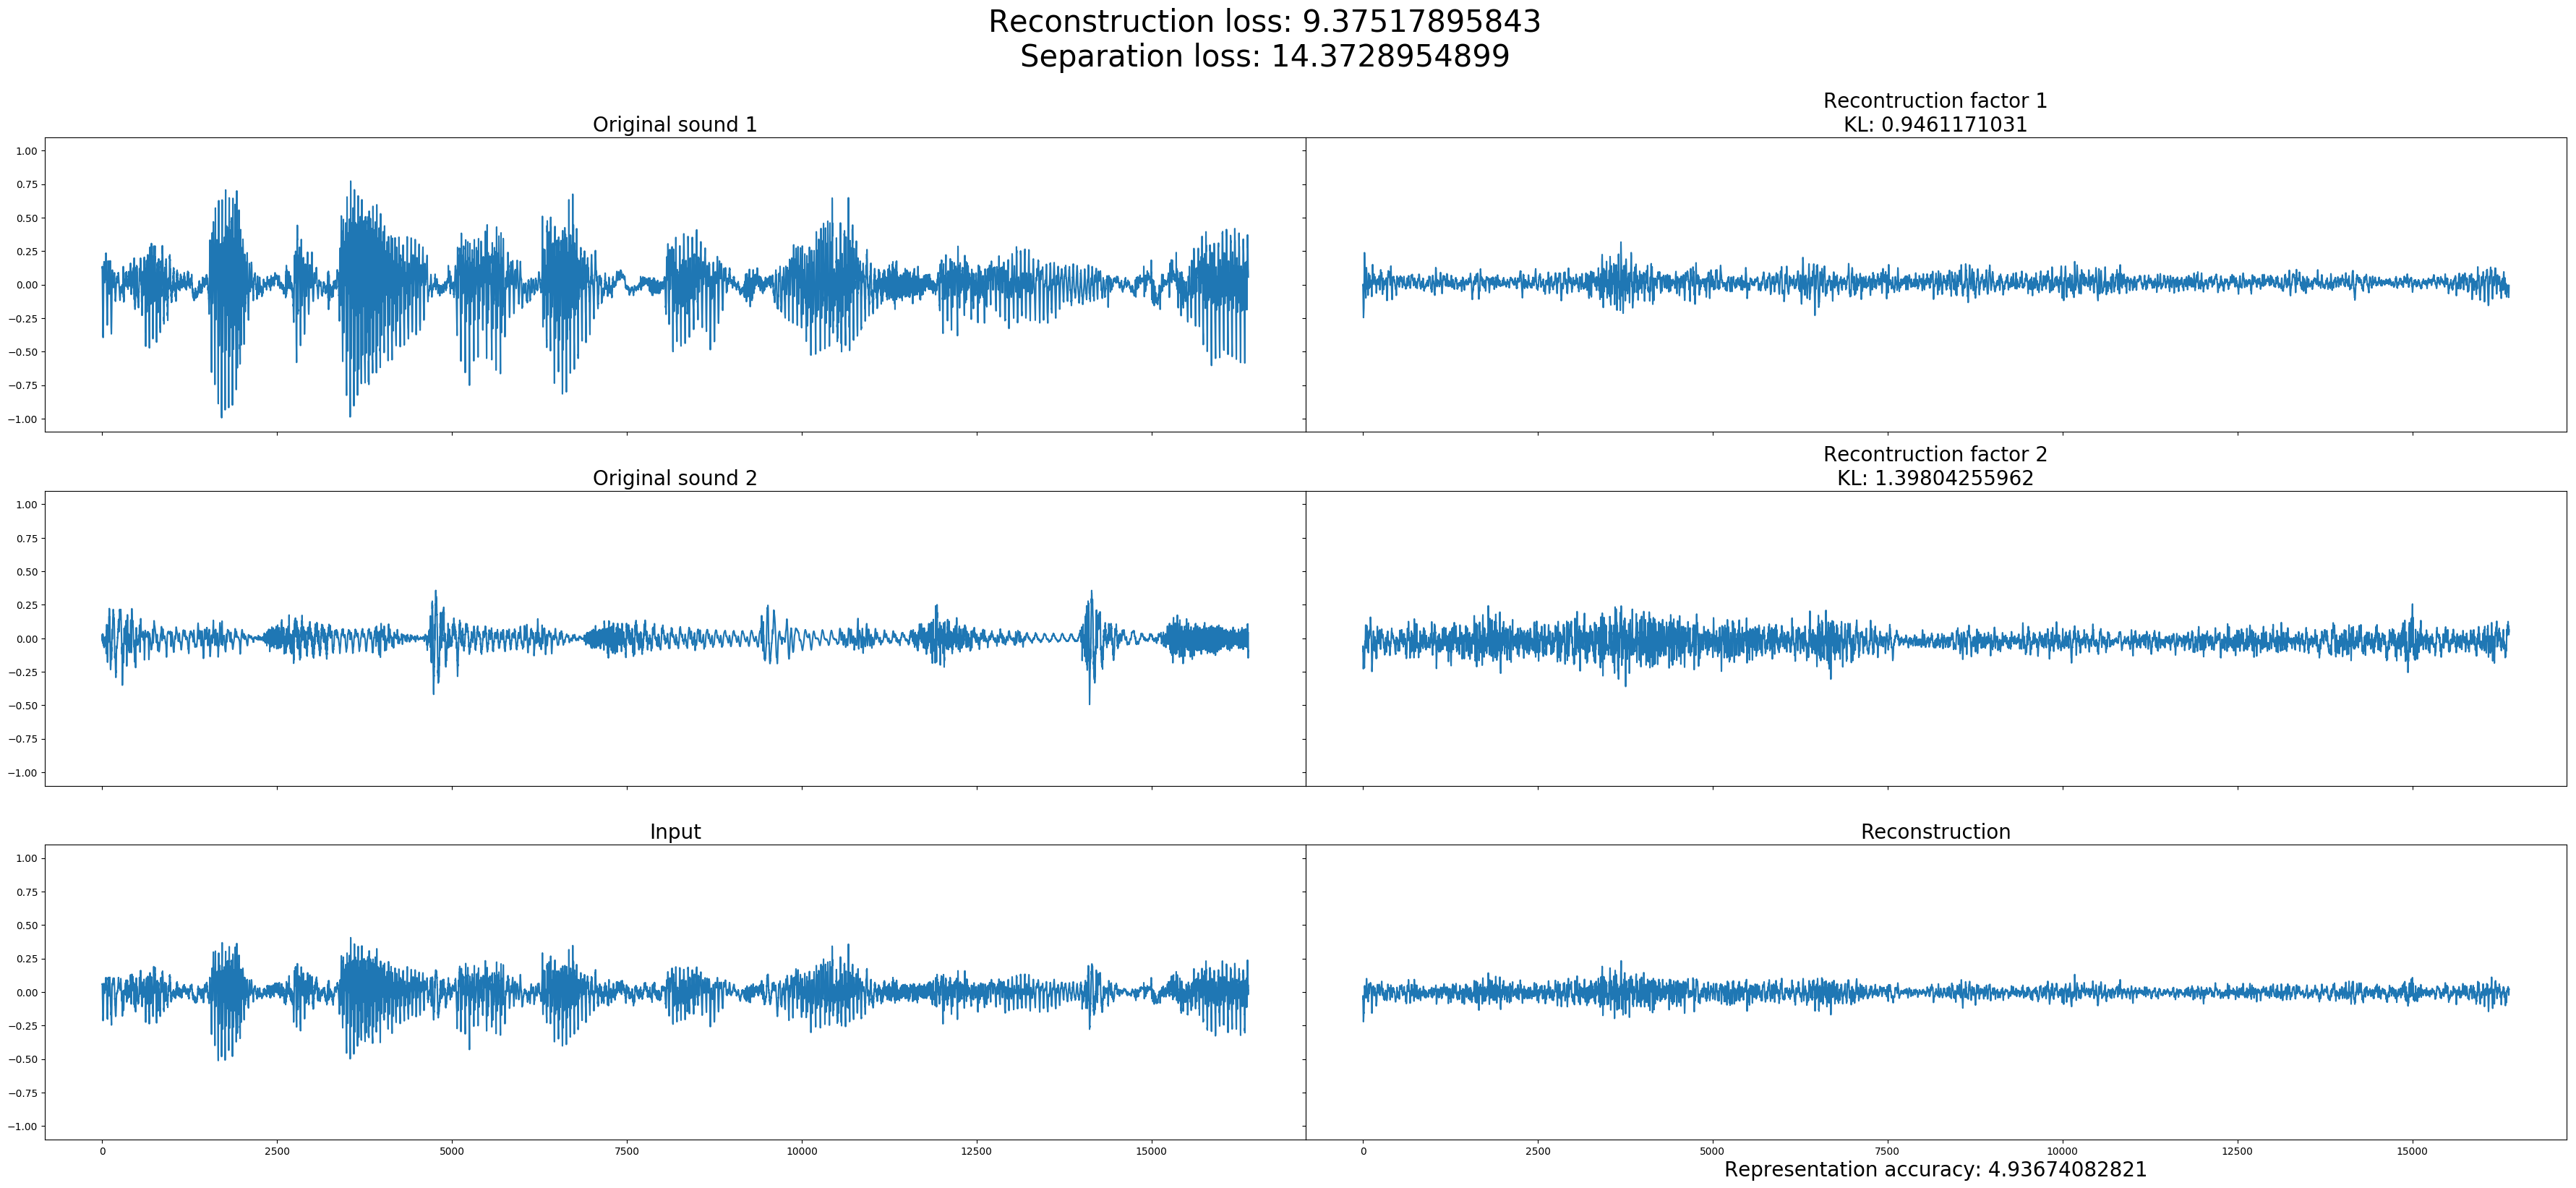 Reconstruction loss: 9.37517895843
Separation loss: 14.3728954899
Original sound 1
Recontruction factor 1
KL: 0.9461171031
1.00
0.75
0.50
0.25
0.00
−0.25
−0.50
−0.75
−1.00
Original sound 2
Recontruction factor 2
KL: 1.39804255962
1.00
0.75
0.50
0.25
0.00
−0.25
−0.50
−0.75
−1.00
Input
Reconstruction
1.00
0.75
0.50
0.25
0.00
−0.25
−0.50
−0.75
−1.00
0 2500 5000 7500 10000 12500 15000
0 2500 5000 7500 10000 12500 15000
Representation accuracy: 4.93674082821